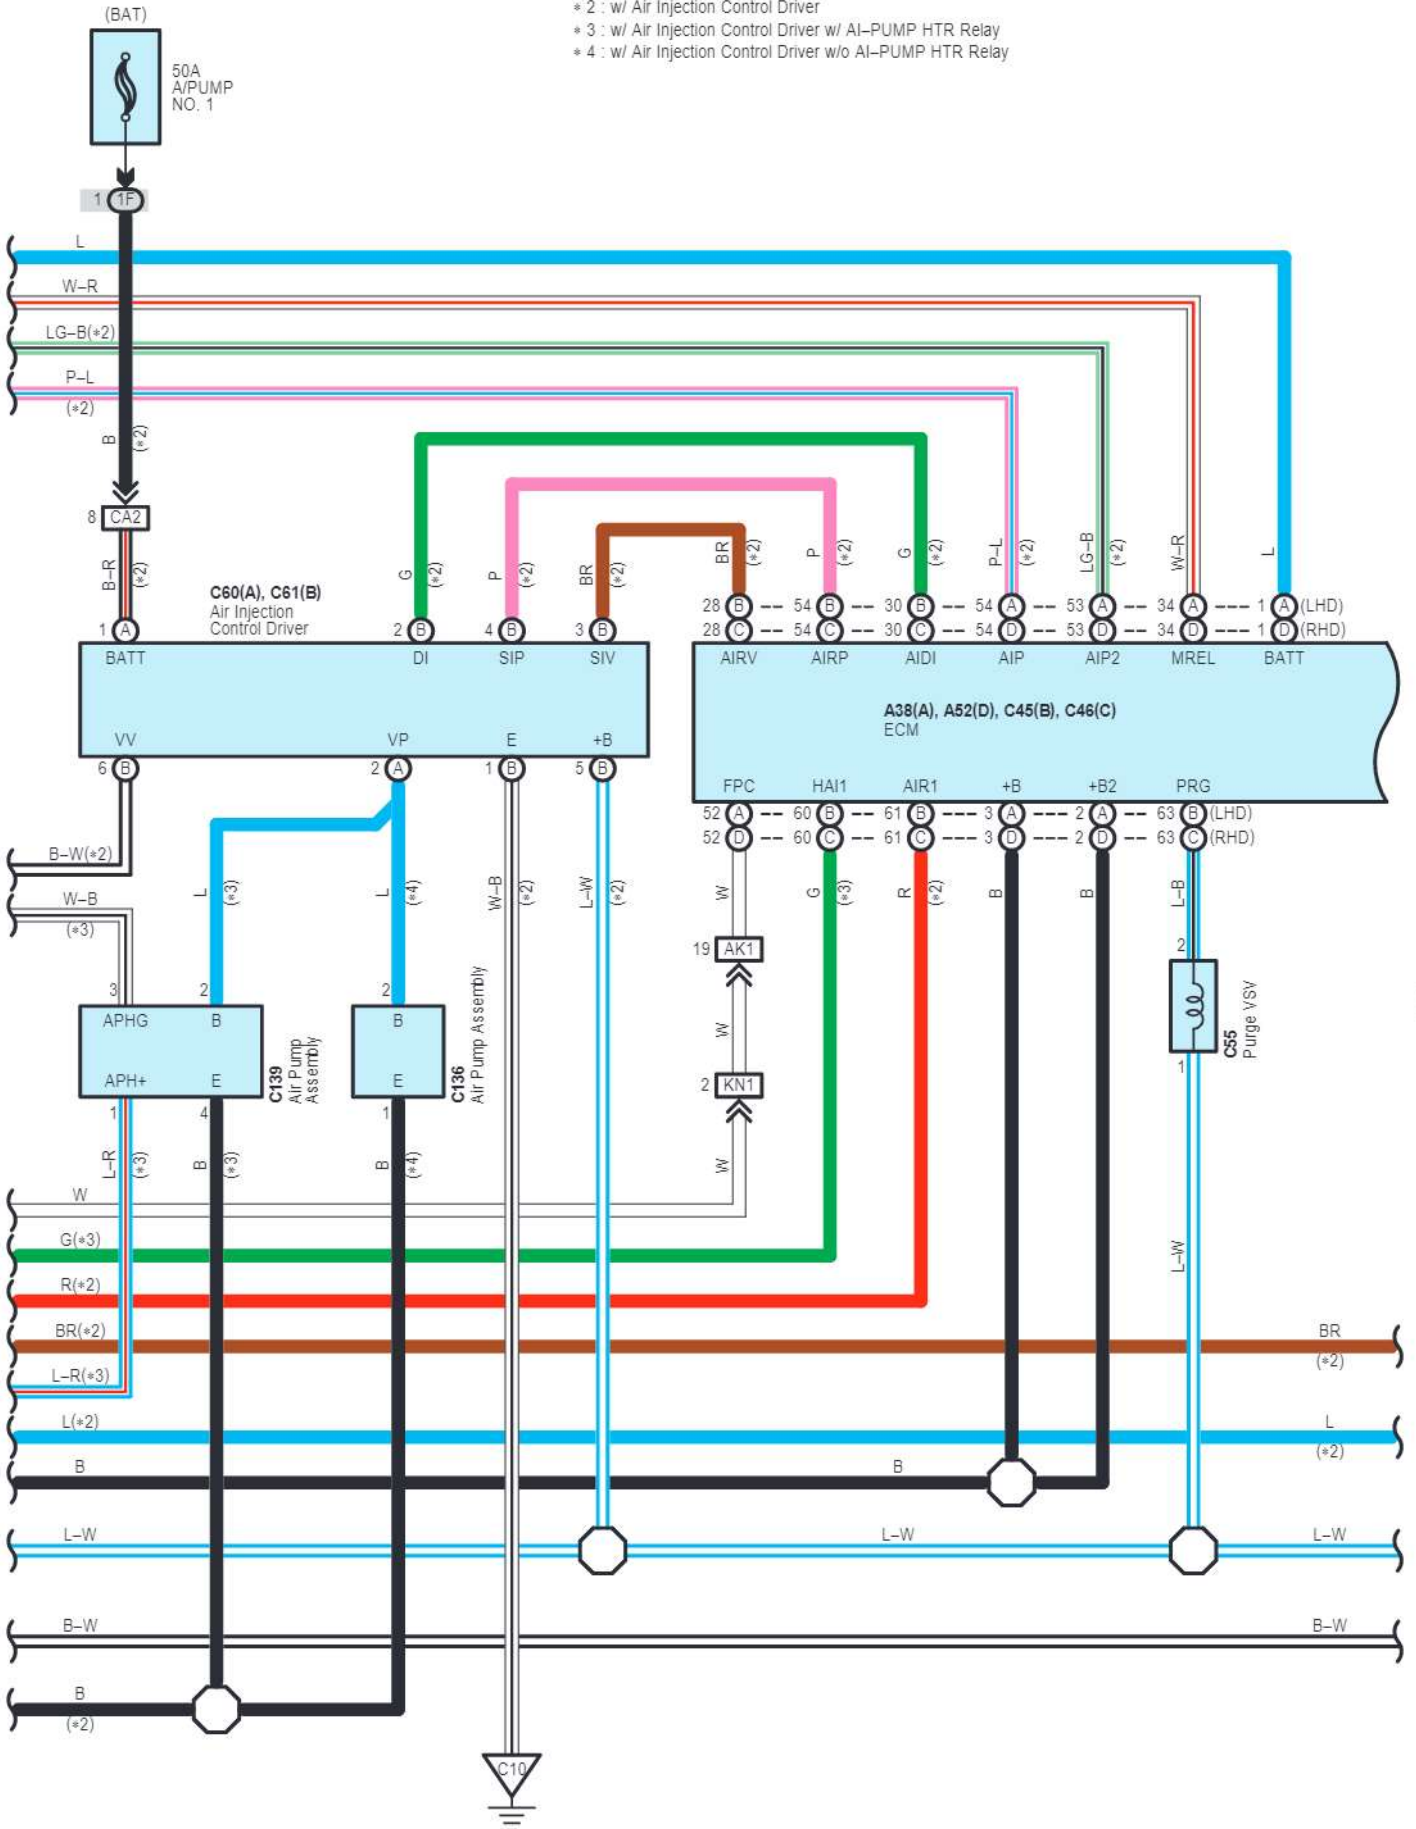 (BAT)
∗ 2 : w/ Air Injection Control Driver
∗ 3 : w/ Air Injection Control Driver w/ AI–PUMP HTR Relay
∗ 4 : w/ Air Injection Control Driver w/o AI–PUMP HTR Relay
50A
A/PUMP
NO. 1
1 1F
L
W–R
LG–B(∗2)
P–L
(∗2)
B
(∗2)
8 CA2
B–R
(∗2)
C60(A), C61(B)
Air Injection
Control Driver
G
(∗2)
P
(∗2)
BR
(∗2)
BR
(∗2)
P
(∗2)
G
(∗2)
P–L
(∗2)
LG–B
(∗2)
W–R
L
28 B 54 B 30 B 54 A 53 A 34 A 1 A (LHD)
1 A 2 B 4 B 3 B 28 C 54 C 30 C 54 D 53 D 34 D 1 D (RHD)
BATT DI SIP SIV AIRV AIRP AIDI AIP AIP2 MREL BATT
A38(A), A52(D), C45(B), C46(C)
ECM
VV VP E +B
6 B 2 A 1 B 5 B
FPC HAI1 AIR1 +B +B2 PRG
52 A 60 B 61 B 3 A 2 A 63 B (LHD)
52 D 60 C 61 C 3 D 2 D 63 C (RHD)
B–W(∗2)
W–B
(∗3)
L
(∗3)
L
(∗4)
W–B
(∗2)
L–W
(∗2)
W
G
(∗3)
R
(∗2)
B
B
L–B
19 AK1
2
3 2 2
APHG B B
APH+ E E
C139
Air Pump
Assembly
C136
Air Pump Assembly
W
C55
Purge VSV
1
2 KN1
1 4 1
L–R
(∗3)
B
(∗3)
B
(∗4)
W
W
G(∗3)
L–W
R(∗2)
BR(∗2) BR
(∗2)
L–R(∗3)
L(∗2) L
(∗2)
B B
L–W L–W L–W
B–W B–W
B
(∗2)
C10